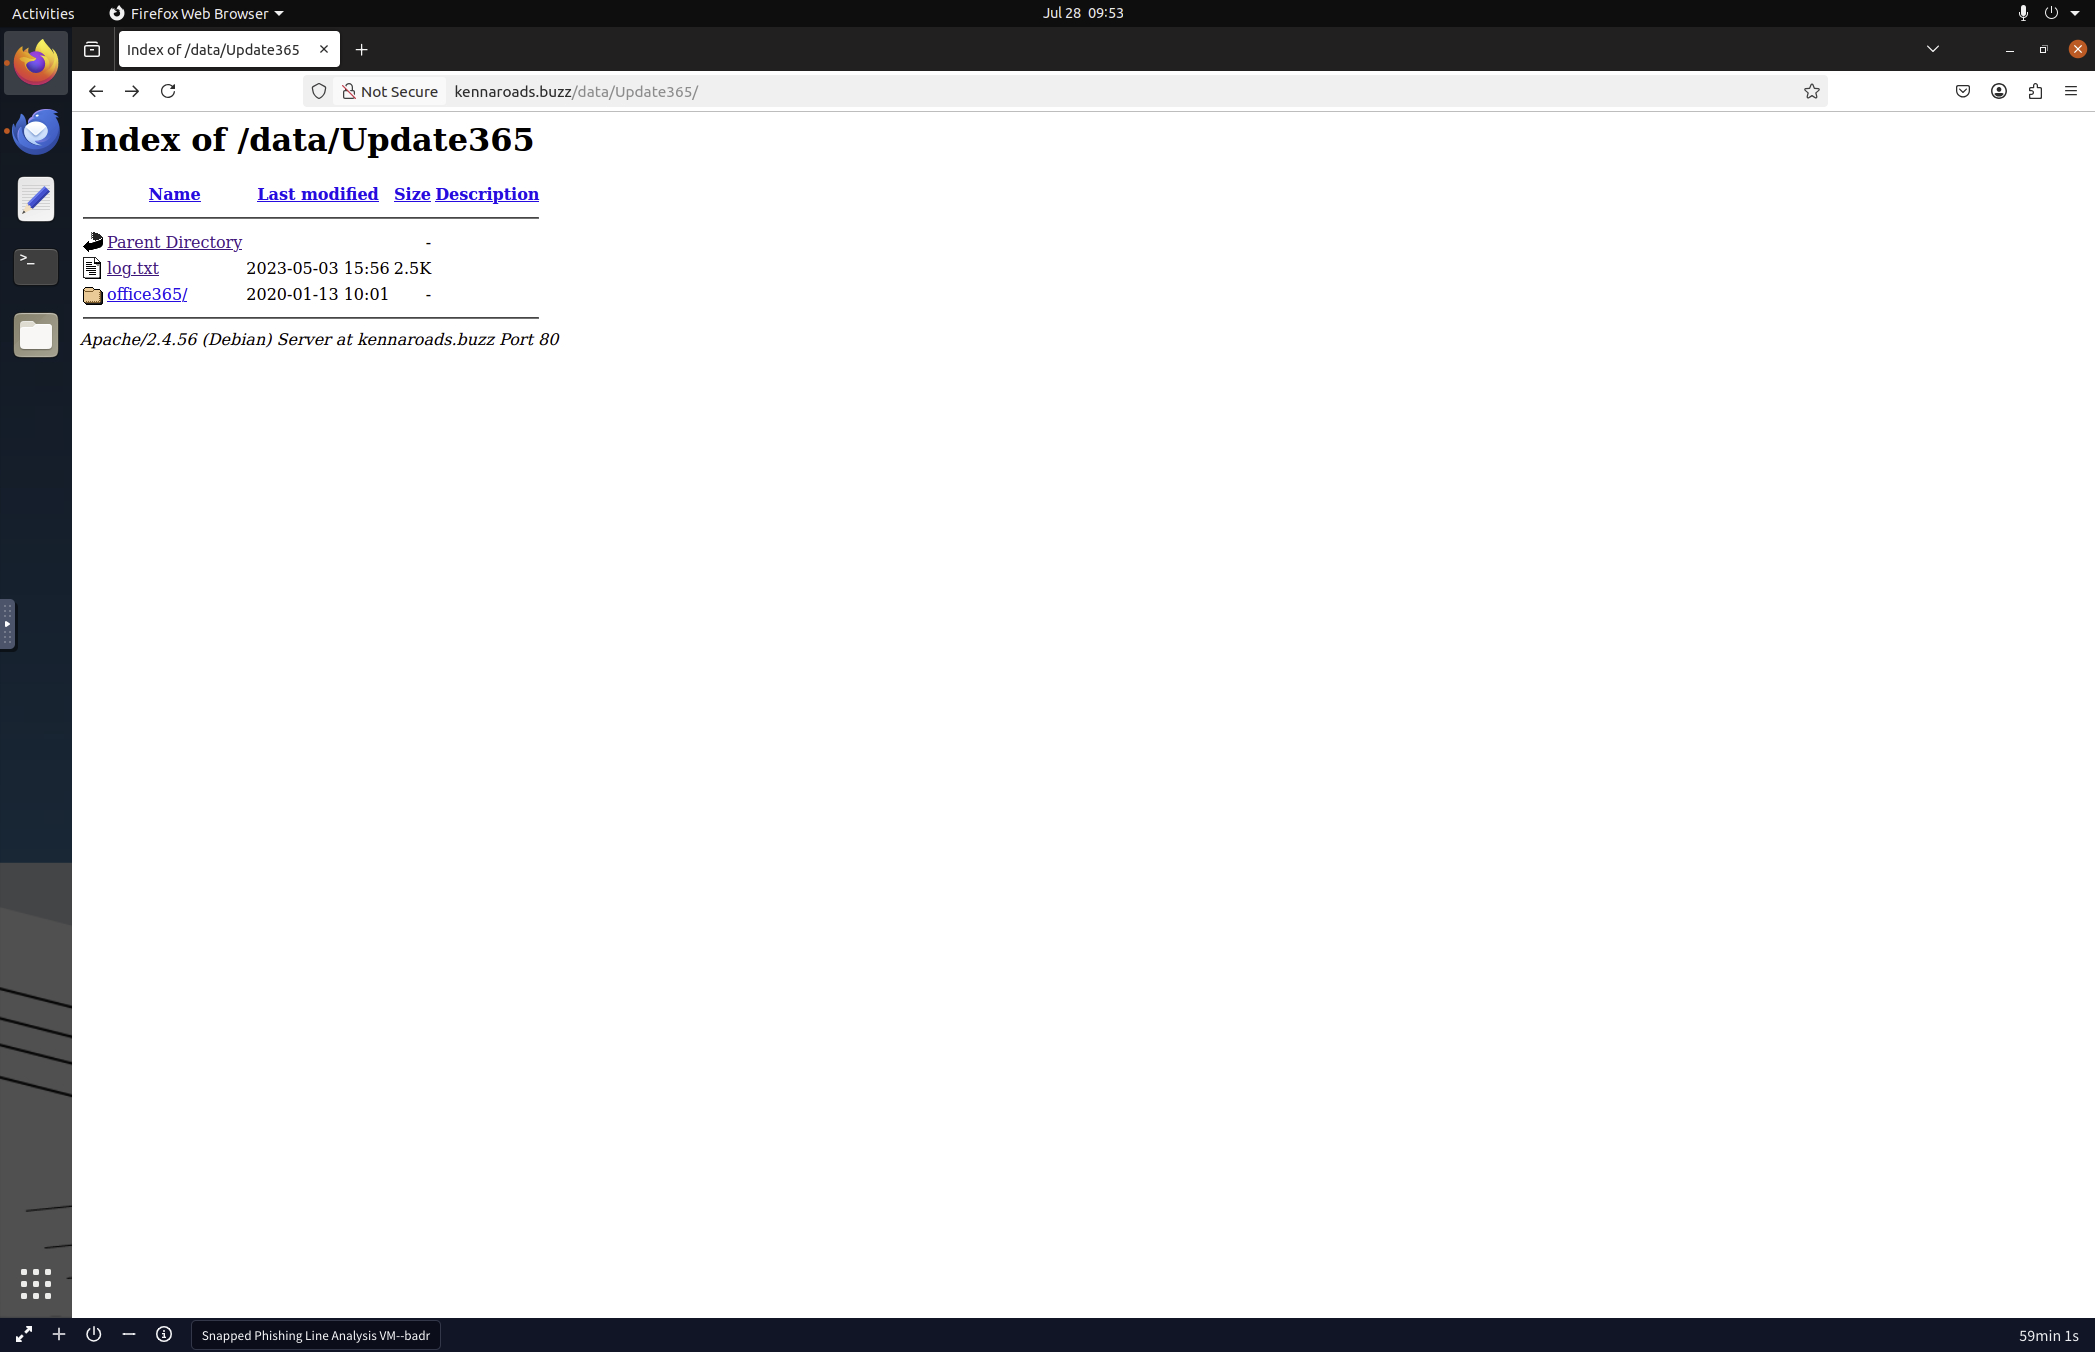 Activities Firefox Web Browser Jul 28 09:53
Index of /data/Update365
Not Secure kennaroads.buzz/data/Update365/
Index of /data/Update365
Name Last modified Size Description
Parent Directory -
log.txt 2023-05-03 15:56 2.5K
office365/ 2020-01-13 10:01 -
Apache/2.4.56 (Debian) Server at kennaroads.buzz Port 80
>_
Snapped Phishing Line Analysis VM--badr 59min 1s